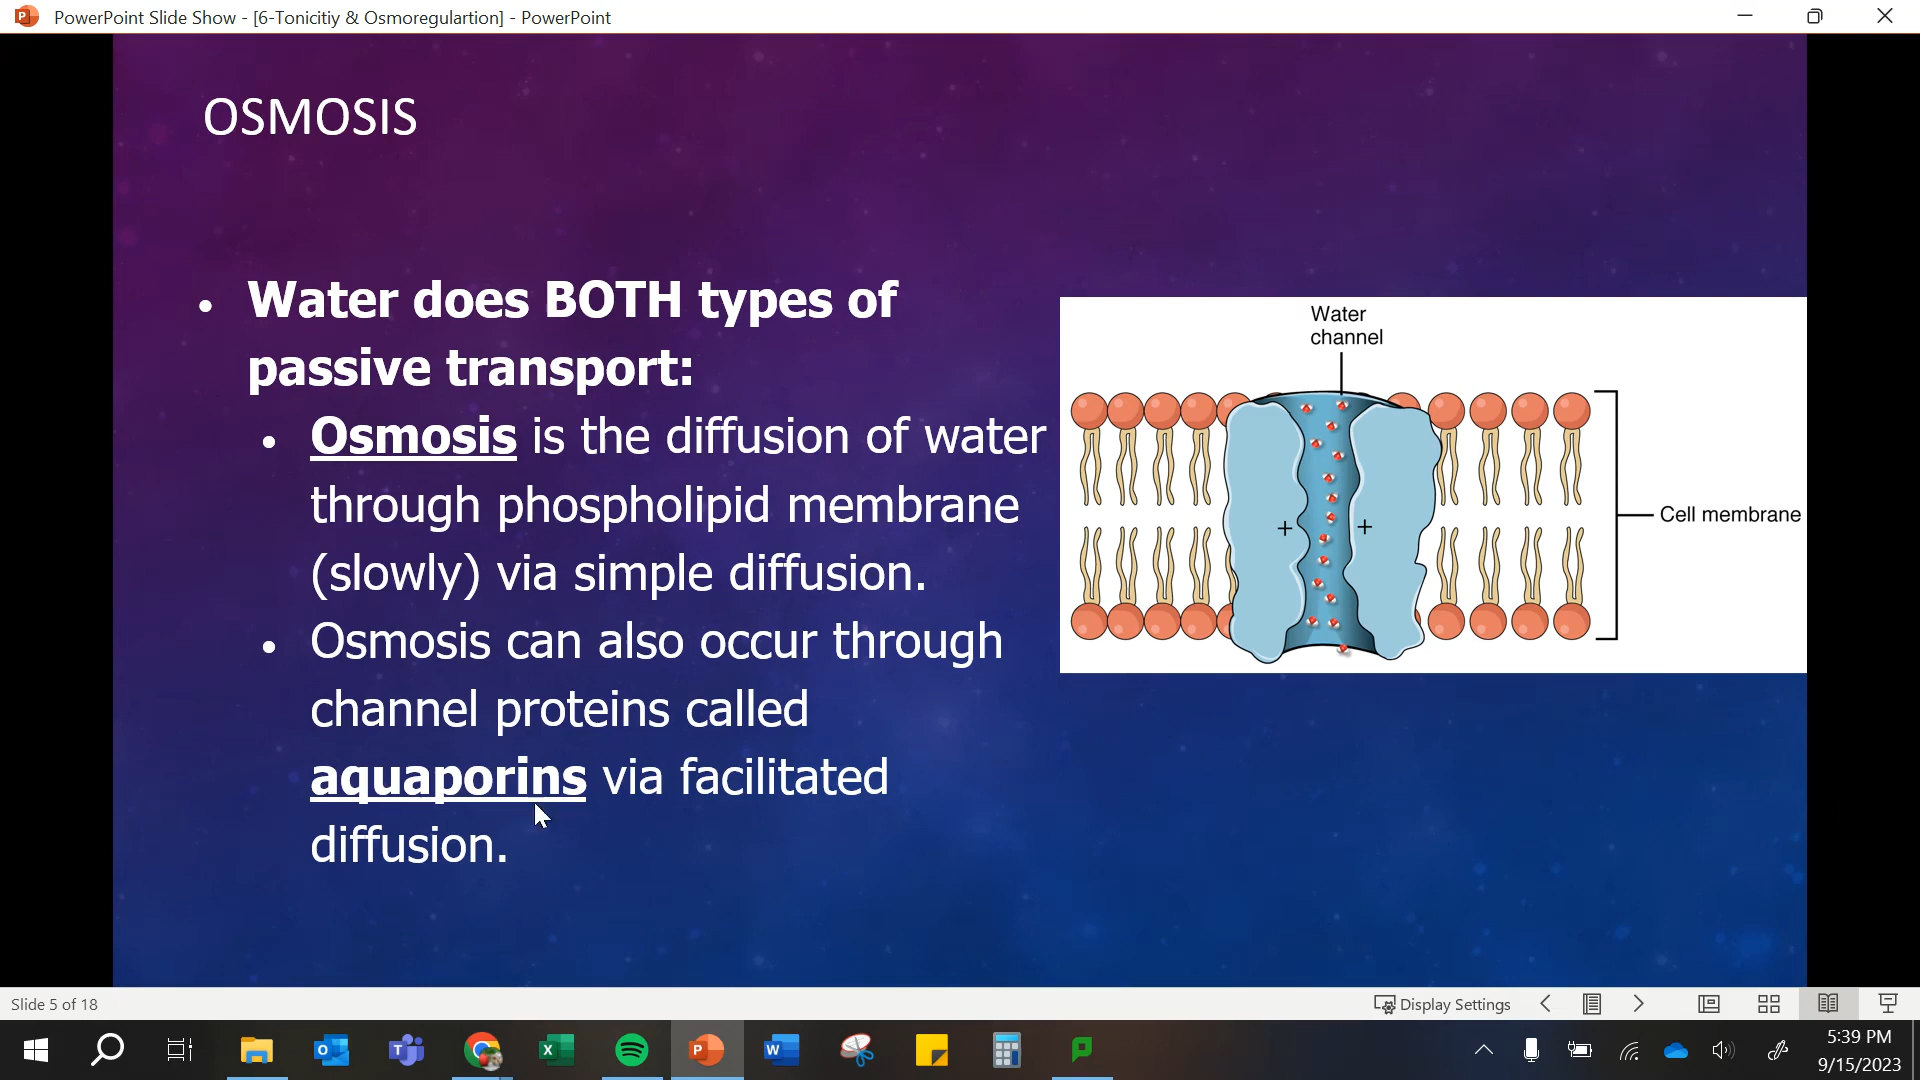 PowerPoint Slide Show - [6-Tonicitiy & Osmoregulartion] - PowerPoint
OSMOSIS
• Water does BOTH types of
passive transport:
• Osmosis is the diffusion of water
through phospholipid membrane
(slowly) via simple diffusion.
• Osmosis can also occur through
channel proteins called
aquaporins via facilitated
diffusion.
Water
channel
+ +
Cell membrane
Slide 5 of 18
Display Settings
5:39 PM
9/15/2023